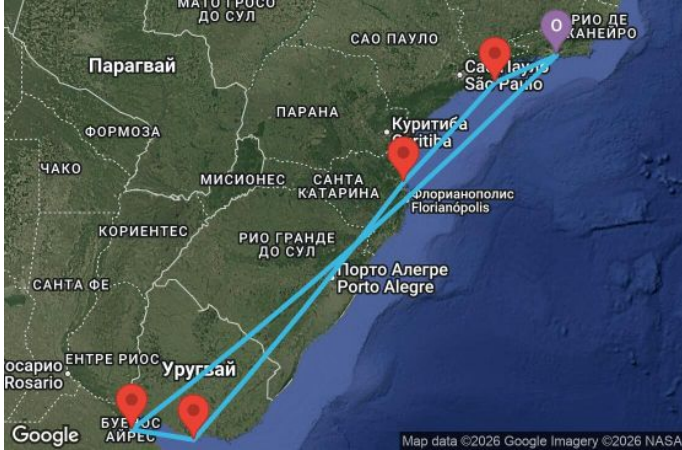 МАТО ГРОСО
ДО СУЛ
РИО ДЕ
ЖАНЕЙРО
O
САО ПАУЛО
Парагвай
Сао Пауло
São Paulo
ПАРАНА
Куритиба
Curitiba
ФОРМОЗА
ЧАКО
МИСИОНЕС
САНТА
КАТАРИНА
Флорианополис
Florianópolis
КОРИЕНТЕС
РИО ГРАНДЕ
ДО СУЛ
Порто Алегре
Porto Alegre
САНТА ФЕ
осарио
Rosario
ЕНТРЕ РИОС
Уругвай
БУЕНОС
АЙРЕС
Google
Map data ©2026 Google Imagery ©2026 NASA